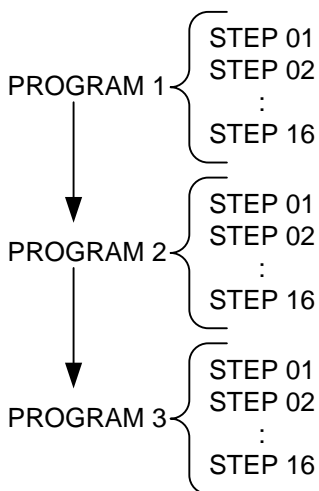 STEP 01
STEP 02
PROGRAM 1
:
STEP 16
STEP 01
STEP 02
PROGRAM 2
:
STEP 16
STEP 01
STEP 02
PROGRAM 3
:
STEP 16